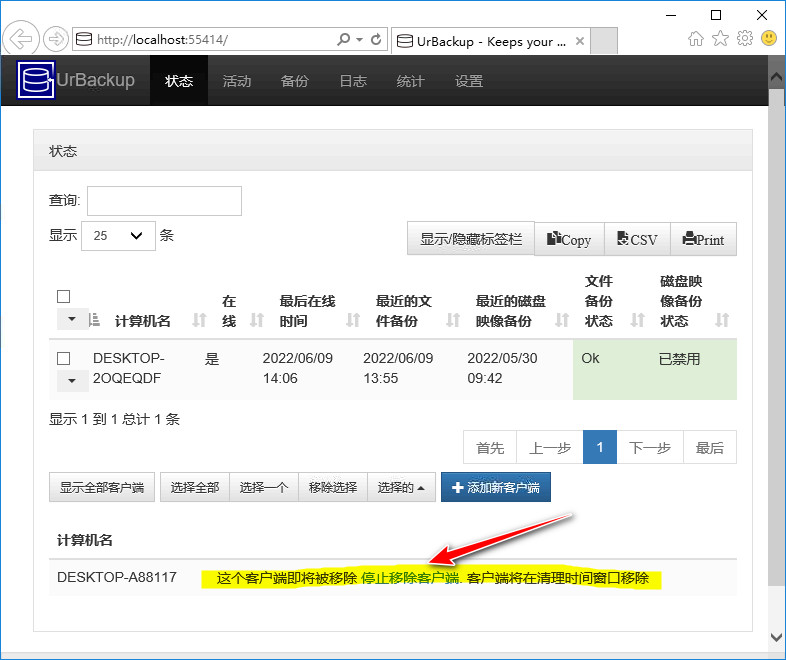 http://localhost:55414/
UrBackup - Keeps your ...
UrBackup 状态 活动 备份 日志 统计 设置
状态
查询:
显示 25 条
显示/隐藏标签栏 Copy CSV Print
计算机名 在线 最后在线时间 最近的文件备份 最近的磁盘映像备份 文件备份状态 磁盘映像备份状态
DESKTOP-2OQEQDF 是 2022/06/09 14:06 2022/06/09 13:55 2022/05/30 09:42 Ok 已禁用
显示 1 到 1 总计 1 条
首先 上一步 1 下一步 最后
显示全部客户端 选择全部 选择一个 移除选择 选择的 添加新客户端
计算机名
DESKTOP-A88117 这个客户端即将被移除 停止移除客户端. 客户端将在清理时间窗口移除